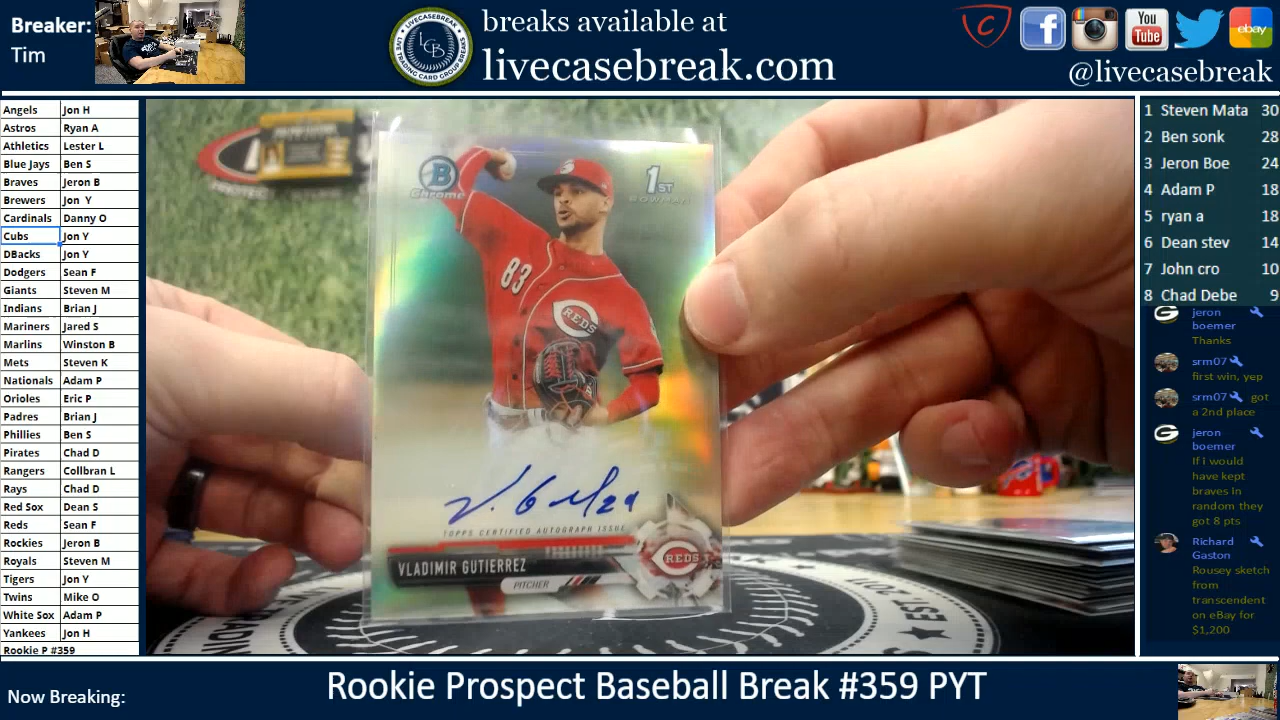 Breaker:
Tim
LCB
breaks available at
livecasebreak.com
You
Tube
ebay
@livecasebreak
Angels Jon H
Astros Ryan A
Athletics Lester L
Blue Jays Ben S
Braves Jeron B
Brewers Jon Y
Cardinals Danny O
Cubs Jon Y
DBacks Jon Y
Dodgers Sean F
Giants Steven M
Indians Brian J
Mariners Jared S
Marlins Winston B
Mets Steven K
Nationals Adam P
Orioles Eric P
Padres Brian J
Phillies Ben S
Pirates Chad D
Rangers Collbran L
Rays Chad D
Red Sox Dean S
Reds Sean F
Rockies Jeron B
Royals Steven M
Tigers Jon Y
Twins Mike O
White Sox Adam P
Yankees Jon H
Rookie P #359
B
Chrome
1ST
BOWMAN
83
REDS
TOPPS CERTIFIED AUTOGRAPH ISSUE
VLADIMIR GUTIERREZ
PITCHER
REDS
1 Steven Mata 30
2 Ben sonk 28
3 Jeron Boe 24
4 Adam P 18
5 ryan a 18
6 Dean stev 14
7 John cro 10
8 Chad Debe 9
jeron
boemer
Thanks
srm07
first win, yep
srm07 got
a 2nd place
jeron
boemer
If i
would
have kept
braves in
random they
got 8 pts
Richard
Gaston
Rousey sketch
from
transcendent
on eBay for
$1,200
Now Breaking:
Rookie Prospect Baseball Break #359 PYT